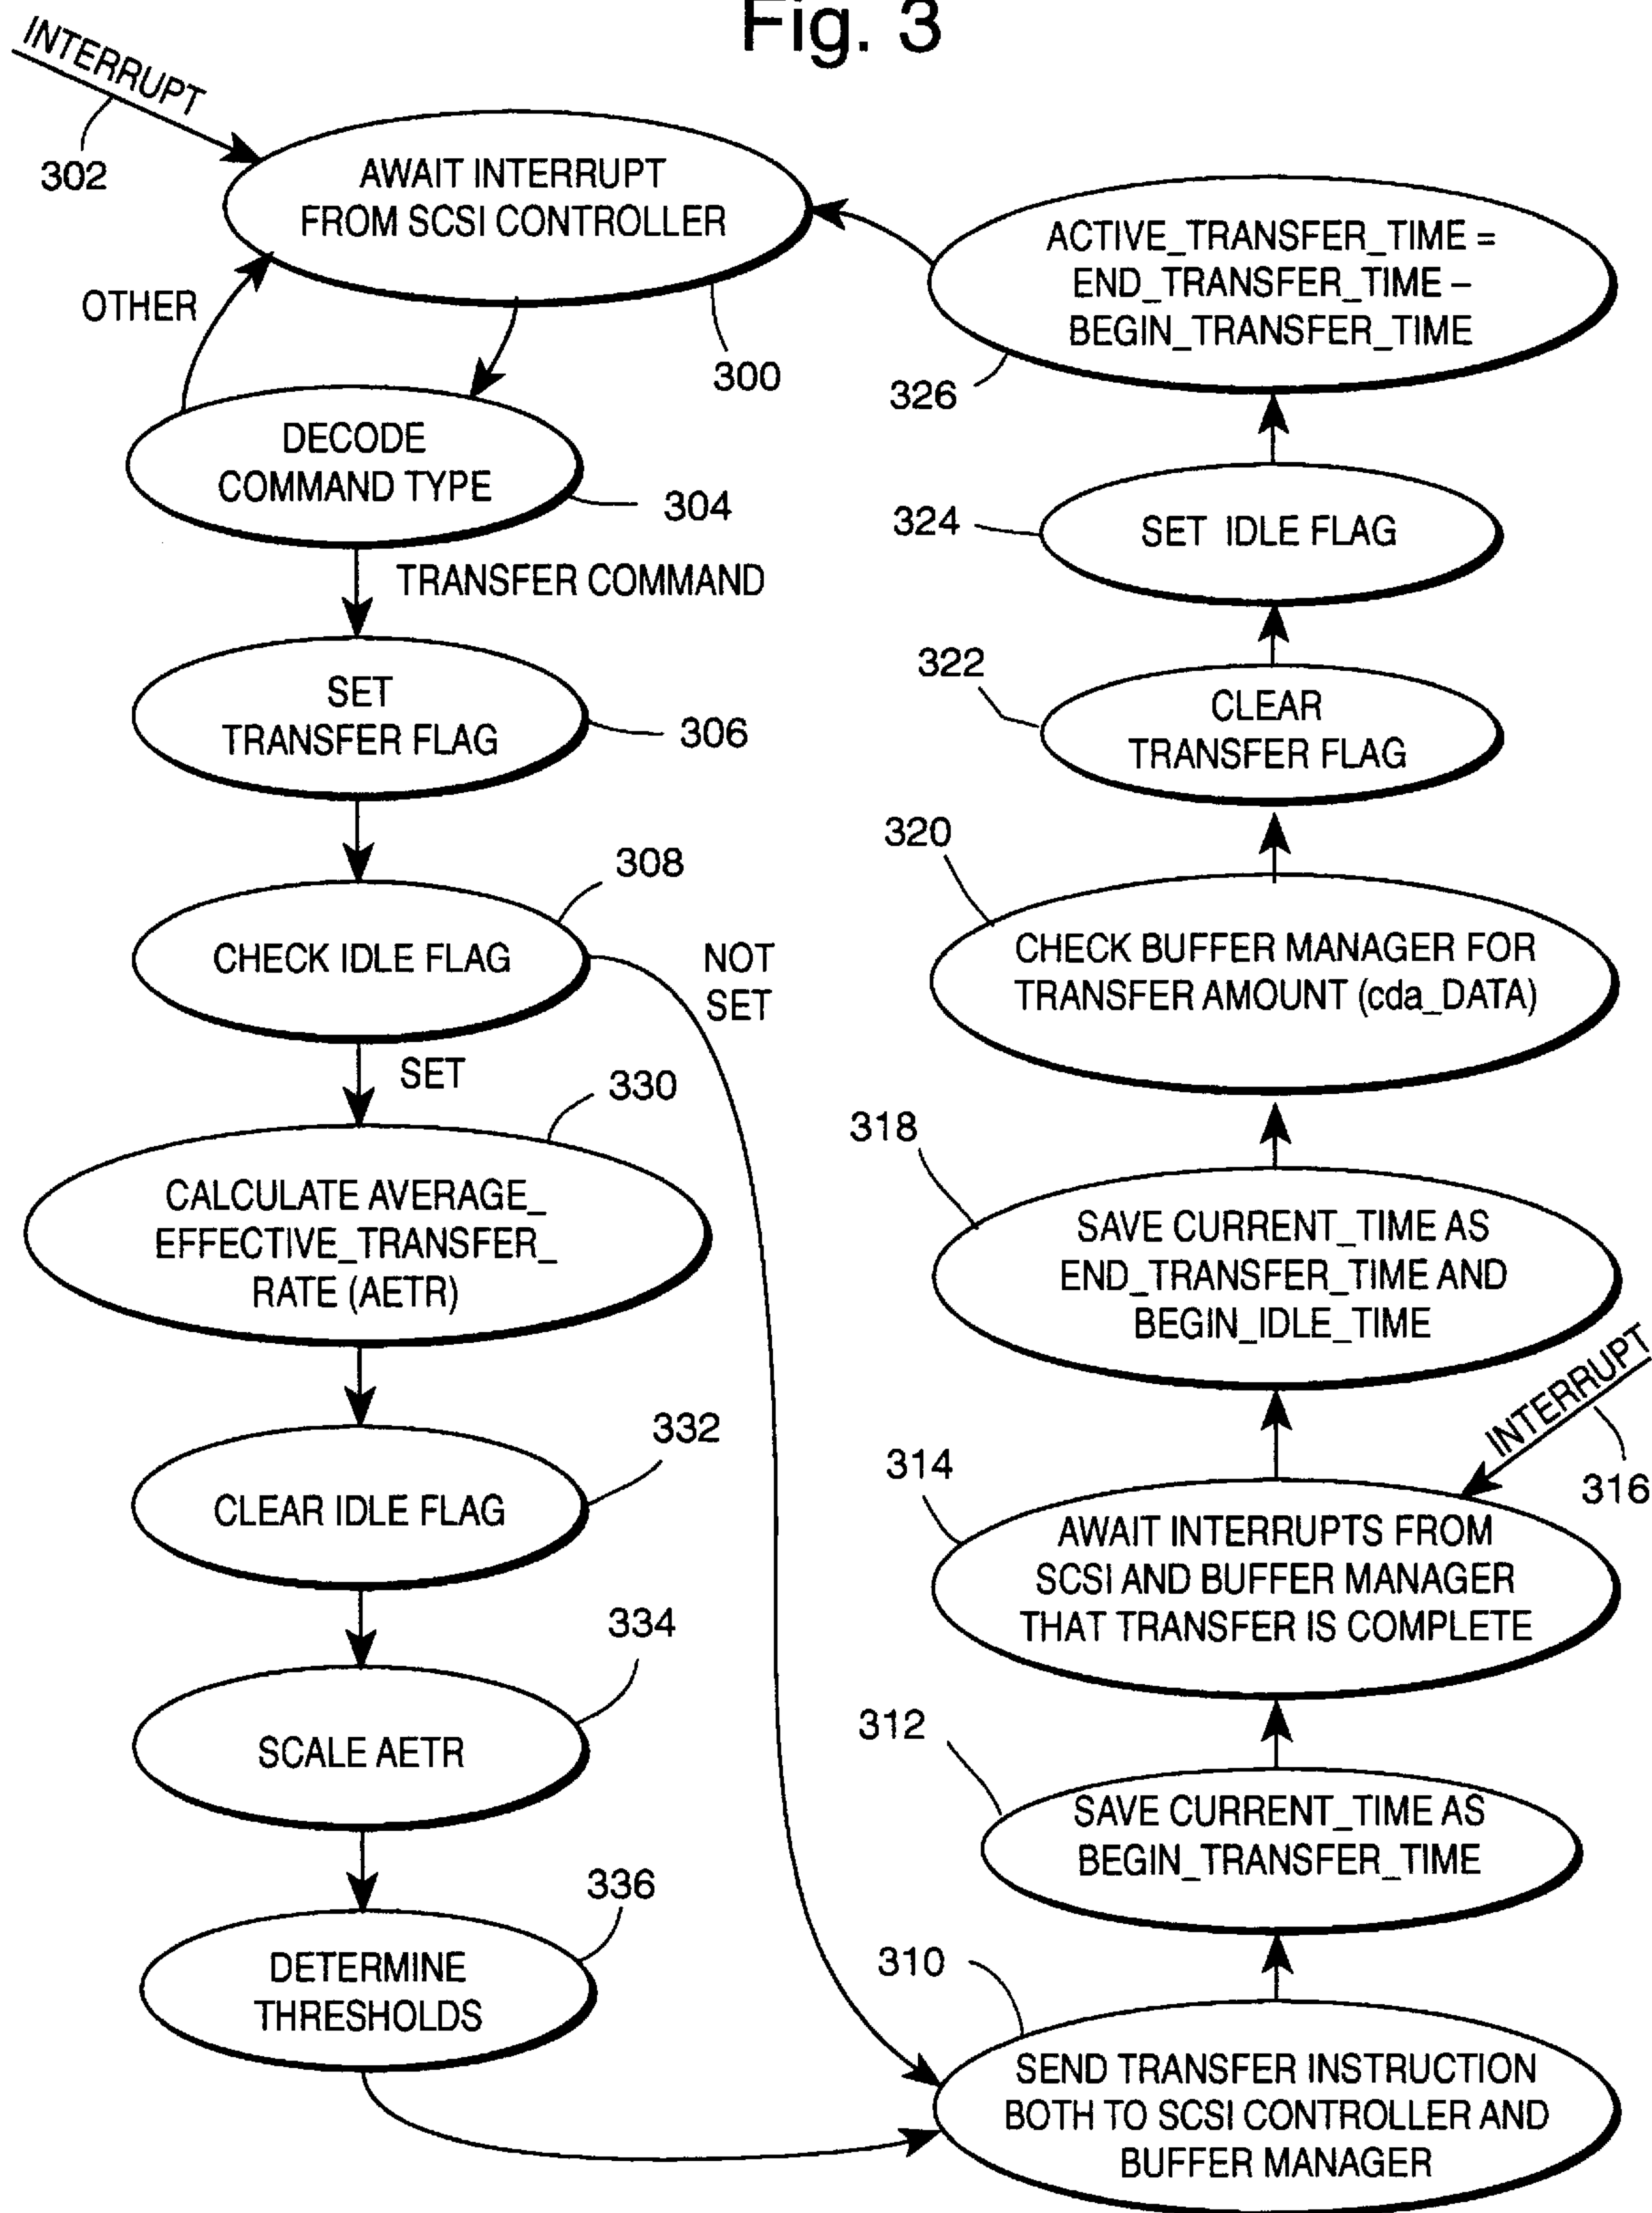 Fig. 3
INTERRUPT
302
AWAIT INTERRUPT
FROM SCSI CONTROLLER
300
OTHER
DECODE
COMMAND TYPE
304
TRANSFER COMMAND
SET
TRANSFER FLAG
306
308
CHECK IDLE FLAG
NOT
SET
SET
330
CALCULATE AVERAGE_
EFFECTIVE_TRANSFER_
RATE (AETR)
332
CLEAR IDLE FLAG
334
SCALE AETR
336
DETERMINE
THRESHOLDS
310
SEND TRANSFER INSTRUCTION
BOTH TO SCSI CONTROLLER AND
BUFFER MANAGER
312
SAVE CURRENT_TIME AS
BEGIN_TRANSFER_TIME
314
AWAIT INTERRUPTS FROM
SCSI AND BUFFER MANAGER
THAT TRANSFER IS COMPLETE
INTERRUPT
316
318
SAVE CURRENT_TIME AS
END_TRANSFER_TIME AND
BEGIN_IDLE_TIME
320
CHECK BUFFER MANAGER FOR
TRANSFER AMOUNT (cda_DATA)
322
CLEAR
TRANSFER FLAG
324
SET IDLE FLAG
326
ACTIVE_TRANSFER_TIME =
END_TRANSFER_TIME –
BEGIN_TRANSFER_TIME